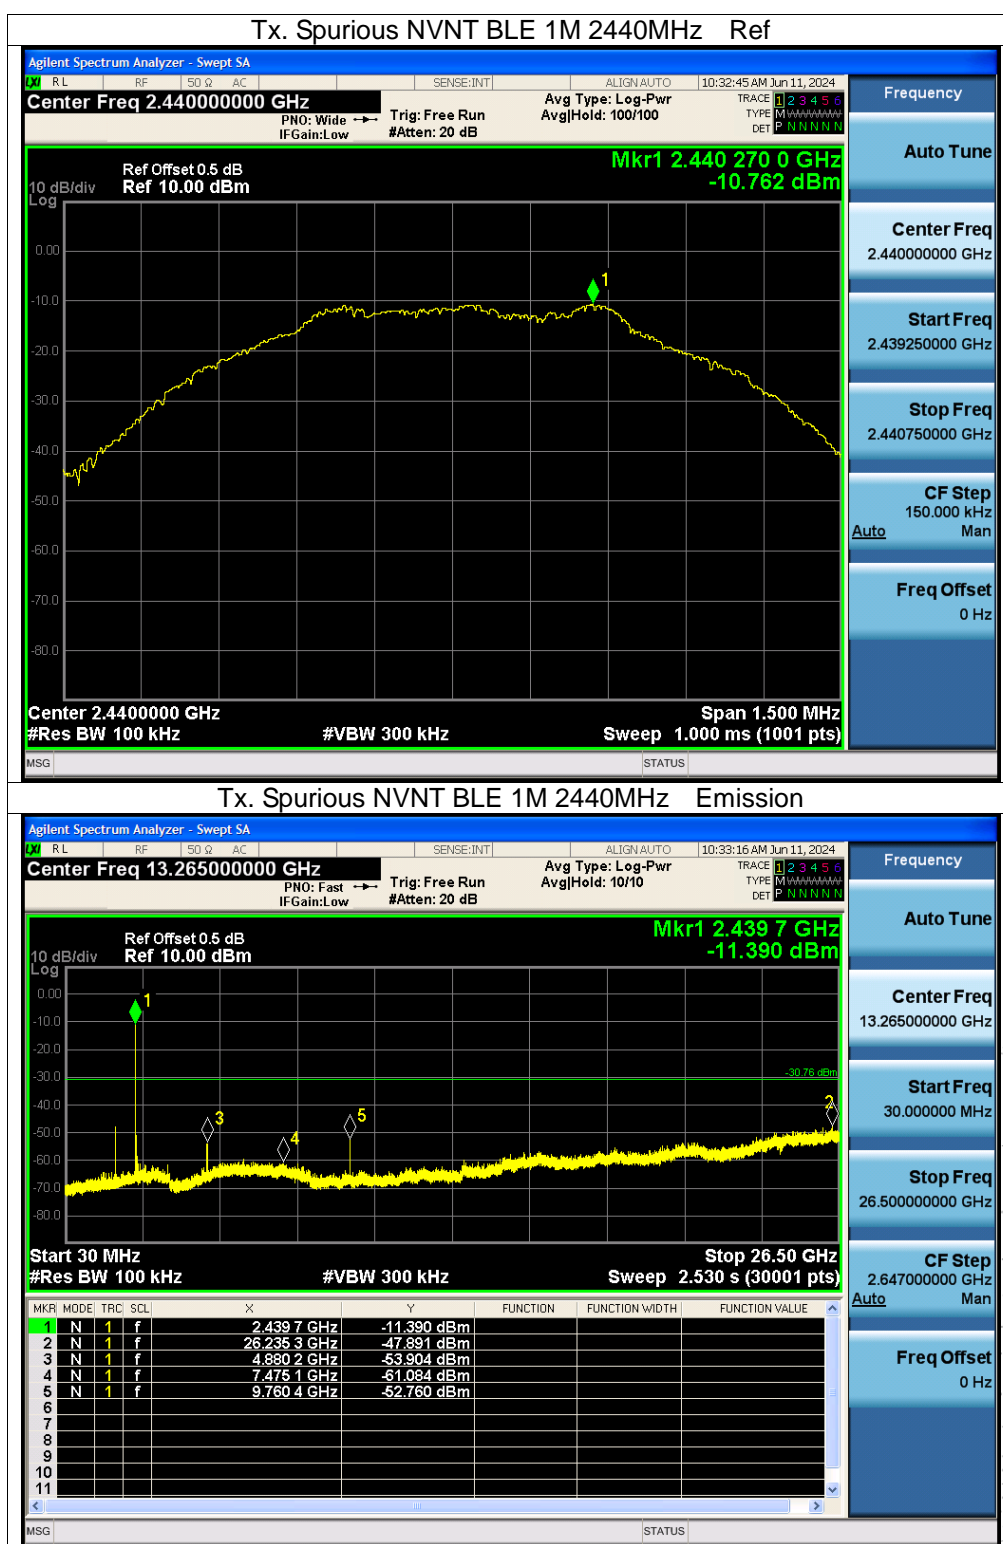 Tx. Spurious NVNT BLE 1M 2440MHz Ref
Agilent Spectrum Analyzer - Swept SA
LXI RL RF 50 Ω AC SENSE:INT ALIGN AUTO 10:32:45 AM Jun 11, 2024
Center Freq 2.440000000 GHz
PNO: Wide
IFGain:Low
Trig: Free Run
#Atten: 20 dB
Avg Type: Log-Pwr
Avg|Hold: 100/100
TRACE 1 2 3 4 5 6
TYPE M W W W W W
DET P N N N N N
Frequency
Auto Tune
Center Freq
2.440000000 GHz
Start Freq
2.439250000 GHz
Stop Freq
2.440750000 GHz
CF Step
150.000 kHz
Auto Man
Freq Offset
0 Hz
Mkr1 2.440 270 0 GHz
-10.762 dBm
Ref Offset 0.5 dB
10 dB/div Ref 10.00 dBm
Log
0.00
-10.0
-20.0
-30.0
-40.0
-50.0
-60.0
-70.0
-80.0
1
Center 2.4400000 GHz Span 1.500 MHz
#Res BW 100 kHz #VBW 300 kHz Sweep 1.000 ms (1001 pts)
MSG STATUS
Tx. Spurious NVNT BLE 1M 2440MHz Emission
Agilent Spectrum Analyzer - Swept SA
LXI RL RF 50 Ω AC SENSE:INT ALIGN AUTO 10:33:16 AM Jun 11, 2024
Center Freq 13.265000000 GHz
PNO: Fast
IFGain:Low
Trig: Free Run
#Atten: 20 dB
Avg Type: Log-Pwr
Avg|Hold: 10/10
TRACE 1 2 3 4 5 6
TYPE M W W W W W
DET P N N N N N
Frequency
Auto Tune
Center Freq
13.265000000 GHz
Start Freq
30.000000 MHz
Stop Freq
26.500000000 GHz
CF Step
2.647000000 GHz
Auto Man
Freq Offset
0 Hz
Mkr1 2.439 7 GHz
-11.390 dBm
Ref Offset 0.5 dB
10 dB/div Ref 10.00 dBm
Log
0.00
-10.0
-20.0
-30.0
-40.0
-50.0
-60.0
-70.0
-80.0
1
-30.76 dBm
2
3
4
5
Start 30 MHz Stop 26.50 GHz
#Res BW 100 kHz #VBW 300 kHz Sweep 2.530 s (30001 pts)
MKR MODE TRC SCL X Y FUNCTION FUNCTION WIDTH FUNCTION VALUE
1 N 1 f 2.439 7 GHz -11.390 dBm
2 N 1 f 26.235 3 GHz -47.891 dBm
3 N 1 f 4.880 2 GHz -53.904 dBm
4 N 1 f 7.475 1 GHz -61.084 dBm
5 N 1 f 9.760 4 GHz -52.760 dBm
6
7
8
9
10
11
MSG STATUS